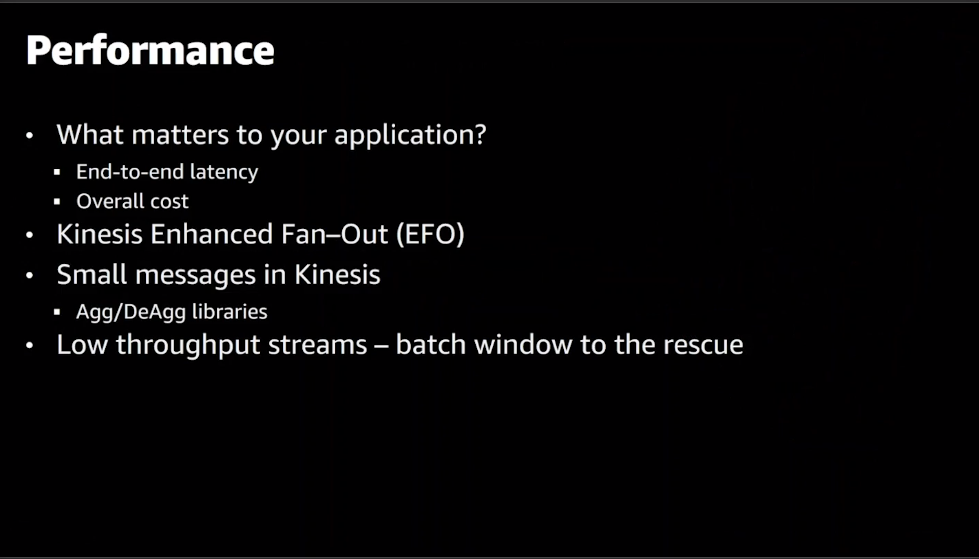 Performance
• What matters to your application?
▪ End-to-end latency
▪ Overall cost
• Kinesis Enhanced Fan–Out (EFO)
• Small messages in Kinesis
▪ Agg/DeAgg libraries
• Low throughput streams – batch window to the rescue